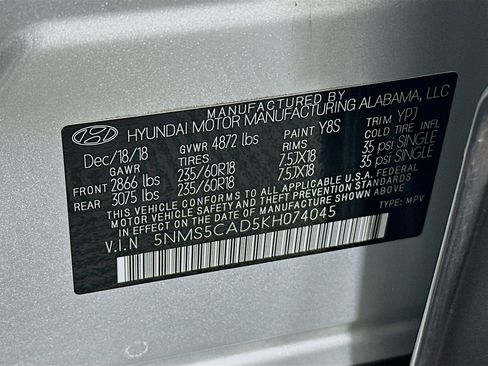 MANUFACTURED BY
HYUNDAI MOTOR MANUFACTURING ALABAMA, LLC
Dec/18/18 GVWR 4872 lbs PAINT Y8S TRIM YPJ
GAWR TIRES RIMS COLD TIRE INFL
FRONT 2866 lbs 235/60R18 7.5JX18 35 psi SINGLE
REAR 3075 lbs 235/60R18 7.5JX18 35 psi SINGLE
THIS VEHICLE CONFORMS TO ALL APPLICABLE FEDERAL
MOTOR VEHICLE SAFETY AND THEFT PREVENTION STANDARDS
IN EFFECT ON THE DATE OF MANUFACTURE SHOWN ABOVE.
V.I.N 5NMS5CAD5KH074045 TYPE: MPV